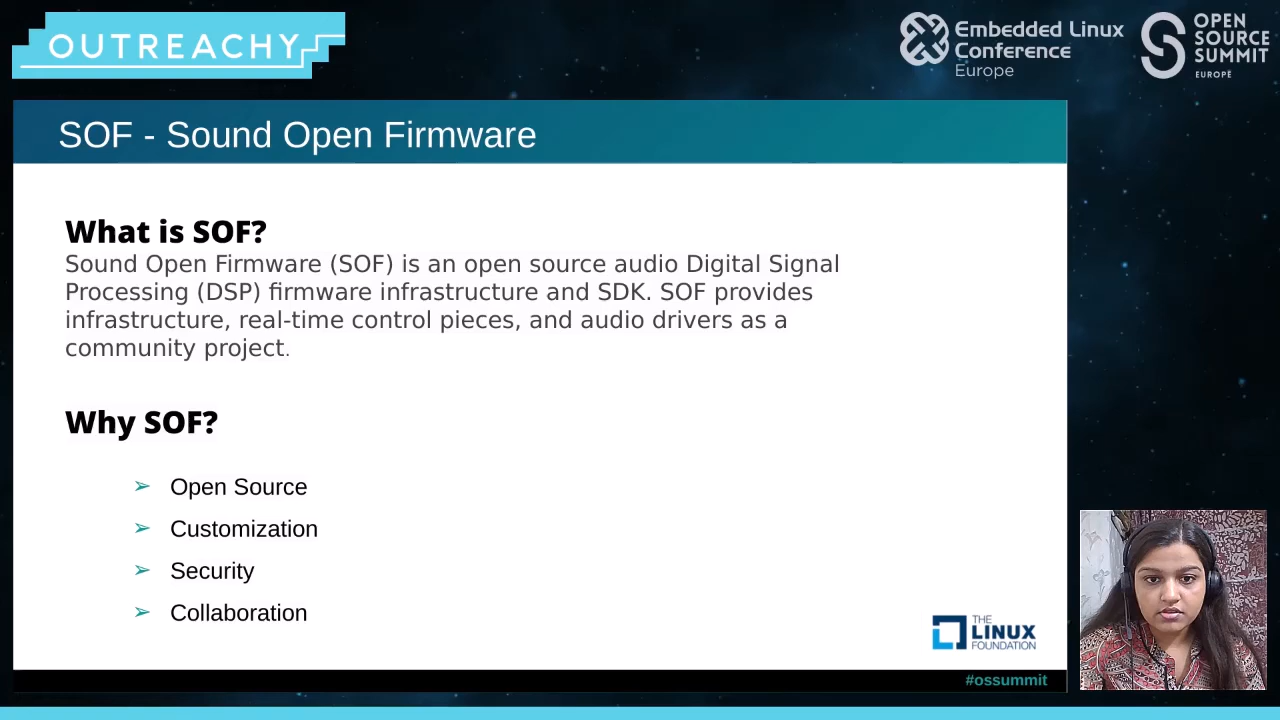 OUTREACHY
Embedded Linux
Conference
Europe
OPEN
SOURCE
SUMMIT
EUROPE
SOF - Sound Open Firmware
What is SOF?
Sound Open Firmware (SOF) is an open source audio Digital Signal
Processing (DSP) firmware infrastructure and SDK. SOF provides
infrastructure, real-time control pieces, and audio drivers as a
community project.
Why SOF?
➢ Open Source
➢ Customization
➢ Security
➢ Collaboration
THE
LINUX
FOUNDATION
#ossummit